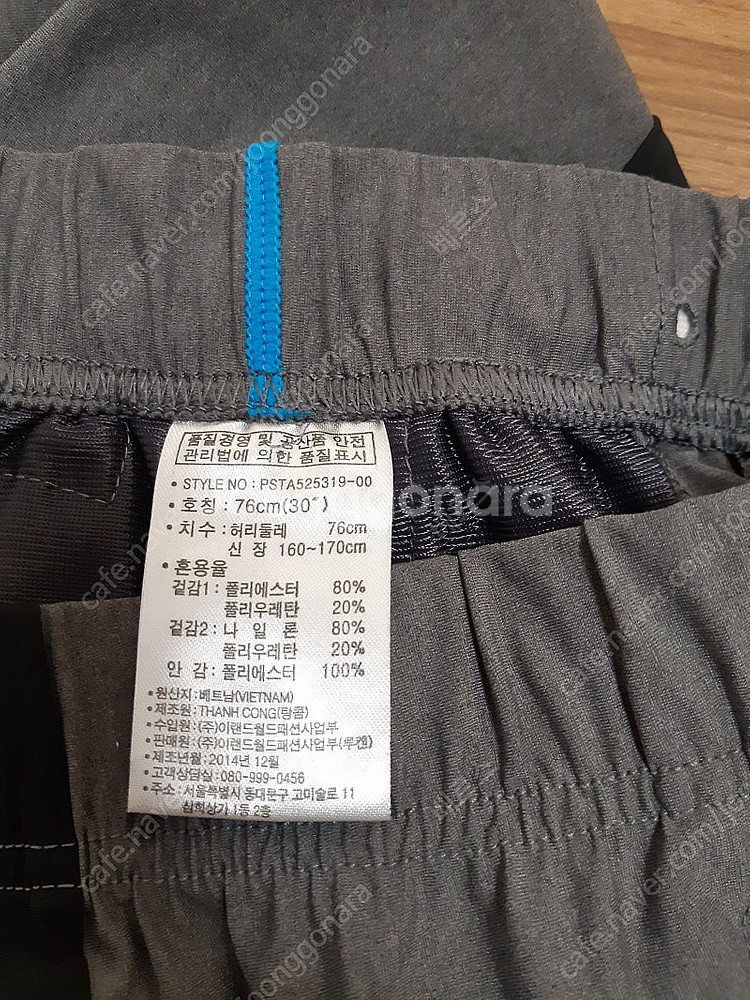 품질경영 및 공산품 안전
관리법에 의한 품질표시
• STYLE NO : PSTA525319-00
• 호칭 : 76cm(30″)
• 치수 : 허리둘레 76cm
신 장 160~170cm
• 혼용율
겉감1 : 폴리에스터 80%
폴리우레탄 20%
겉감2 : 나 일 론 80%
폴리우레탄 20%
안 감 : 폴리에스터 100%
• 원산지 : 베트남(VIETNAM)
• 제조원 : THANH CONG(탕콤)
• 수입원 : (주)이랜드월드패션사업부
• 판매원 : (주)이랜드월드패션사업부(루켄)
• 제조년월 : 2014년 12월
• 고객상담실 : 080-999-0456
• 주소 : 서울특별시 동대문구 고미술로 11
삼희상가 1동 2층
joonggonara
cafe.naver.com/joonggonara